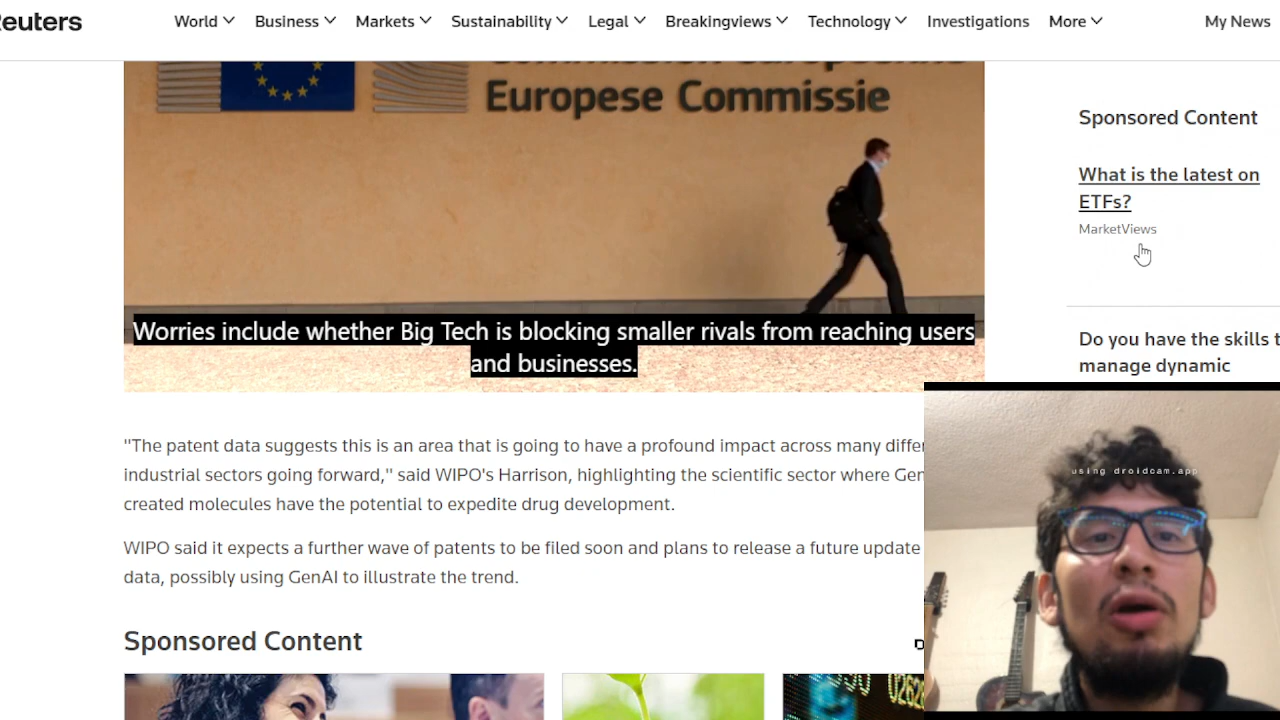 Reuters
World
Business
Markets
Sustainability
Legal
Breakingviews
Technology
Investigations
More
My News
Europese Commissie
Worries include whether Big Tech is blocking smaller rivals from reaching users
and businesses.
Sponsored Content
What is the latest on
ETFs?
MarketViews
Do you have the skills t
manage dynamic
using droidcam.app
"The patent data suggests this is an area that is going to have a profound impact across many differ
industrial sectors going forward," said WIPO's Harrison, highlighting the scientific sector where Gen
created molecules have the potential to expedite drug development.
WIPO said it expects a further wave of patents to be filed soon and plans to release a future update
data, possibly using GenAI to illustrate the trend.
Sponsored Content